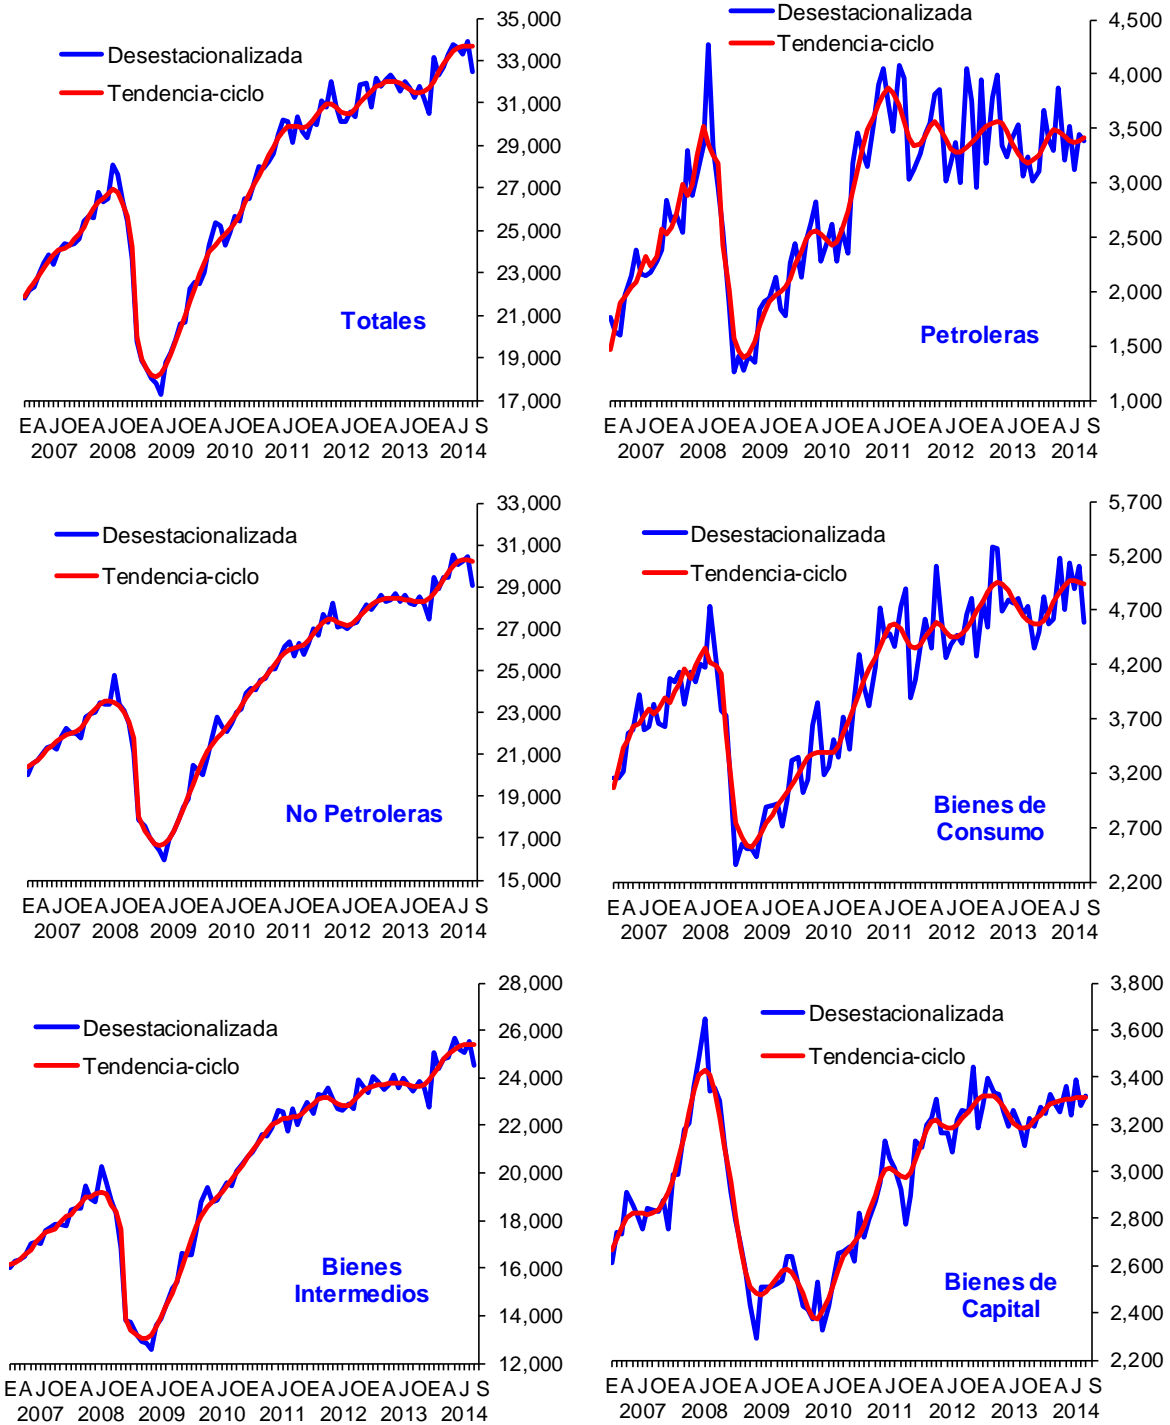 Desestacionalizada
Tendencia-ciclo
35,000
33,000
31,000
29,000
27,000
25,000
23,000
21,000
19,000
17,000
Totales
E A J O E A J O E A J O E A J O E A J O E A J O E A J O E A J S
2007 2008 2009 2010 2011 2012 2013 2014
Desestacionalizada
Tendencia-ciclo
4,500
4,000
3,500
3,000
2,500
2,000
1,500
1,000
Petroleras
E A J O E A J O E A J O E A J O E A J O E A J O E A J O E A J S
2007 2008 2009 2010 2011 2012 2013 2014
Desestacionalizada
Tendencia-ciclo
33,000
31,000
29,000
27,000
25,000
23,000
21,000
19,000
17,000
15,000
No Petroleras
E A J O E A J O E A J O E A J O E A J O E A J O E A J O E A J S
2007 2008 2009 2010 2011 2012 2013 2014
Desestacionalizada
Tendencia-ciclo
5,700
5,200
4,700
4,200
3,700
3,200
2,700
2,200
Bienes de
Consumo
E A J O E A J O E A J O E A J O E A J O E A J O E A J O E A J S
2007 2008 2009 2010 2011 2012 2013 2014
Desestacionalizada
Tendencia-ciclo
28,000
26,000
24,000
22,000
20,000
18,000
16,000
14,000
12,000
Bienes
Intermedios
E A J O E A J O E A J O E A J O E A J O E A J O E A J O E A J S
2007 2008 2009 2010 2011 2012 2013 2014
Desestacionalizada
Tendencia-ciclo
3,800
3,600
3,400
3,200
3,000
2,800
2,600
2,400
2,200
Bienes de
Capital
E A J O E A J O E A J O E A J O E A J O E A J O E A J O E A J S
2007 2008 2009 2010 2011 2012 2013 2014